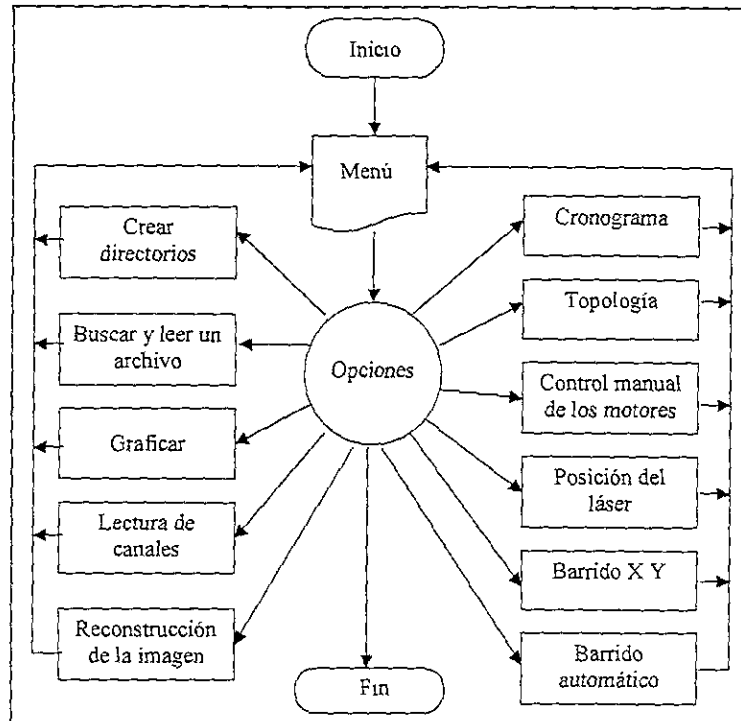 Inicio
Menú
Crear
directorios
Buscar y leer un
archivo
Graficar
Lectura de
canales
Reconstrucción
de la imagen
Opciones
Cronograma
Topología
Control manual
de los motores
Posición del
láser
Barrido X Y
Barrido
automático
Fin